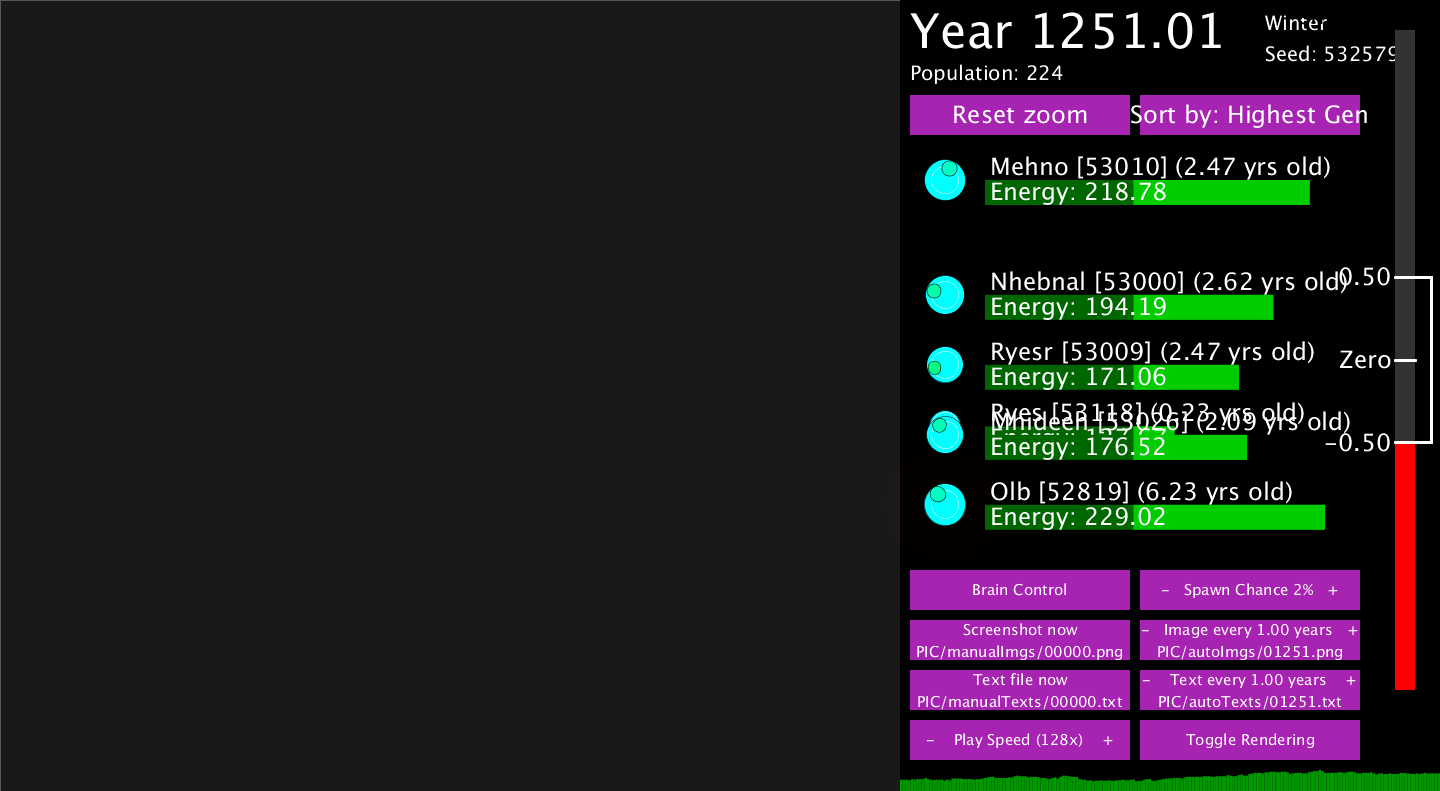 Year 1251.01
Winter
Seed: 532579
Population: 224
Reset zoom
Sort by: Highest Gen
Mehno [53010] (2.47 yrs old)
Energy: 218.78
Nhebnal [53000] (2.62 yrs old)
Energy: 194.19
0.50
Ryesr [53009] (2.47 yrs old)
Energy: 171.06
Zero
Ryes [53118] (0.23 yrs old)
Mhideen [53026] (2.09 yrs old)
Energy: 176.52
-0.50
Olb [52819] (6.23 yrs old)
Energy: 229.02
Brain Control
- Spawn Chance 2% +
Screenshot now
PIC/manualImgs/00000.png
- Image every 1.00 years +
PIC/autoImgs/01251.png
Text file now
PIC/manualTexts/00000.txt
- Text every 1.00 years +
PIC/autoTexts/01251.txt
- Play Speed (128x) +
Toggle Rendering